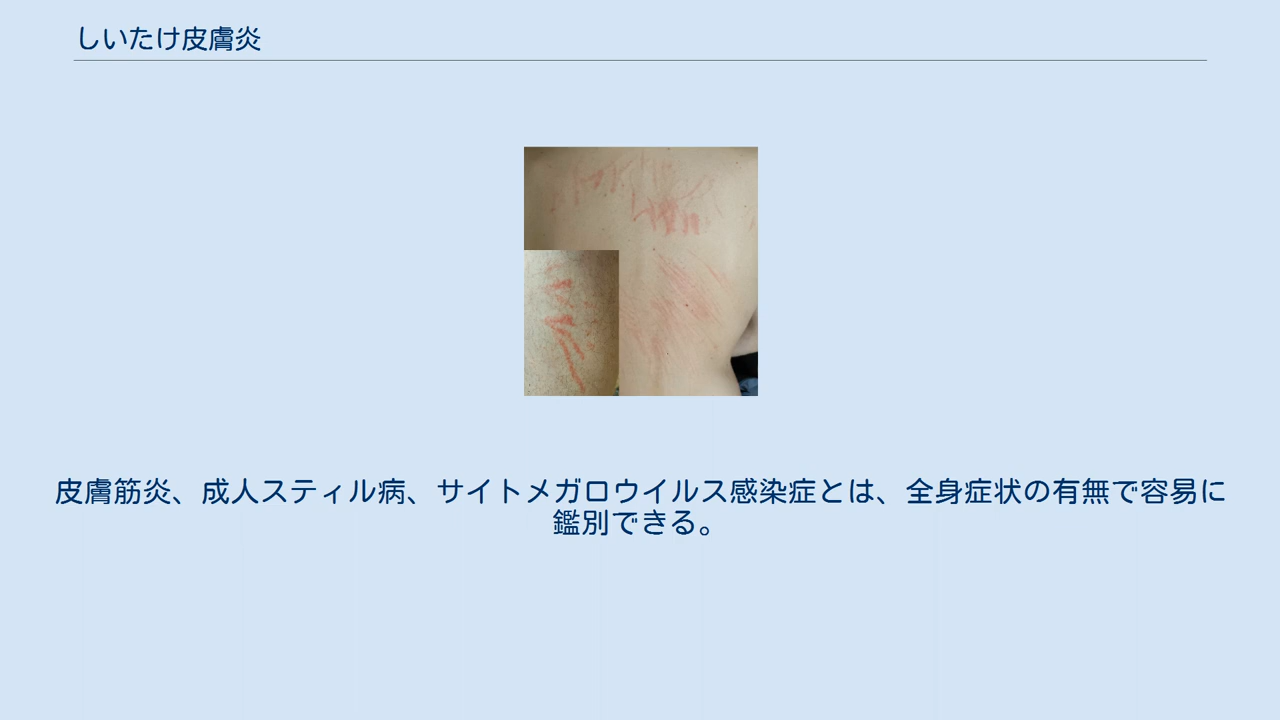 しいたけ皮膚炎
皮膚筋炎、成人スティル病、サイトメガロウイルス感染症とは、全身症状の有無で容易に
鑑別できる。